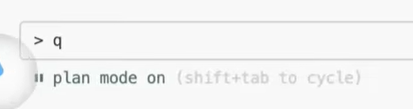 > q
⏸ plan mode on (shift+tab to cycle)